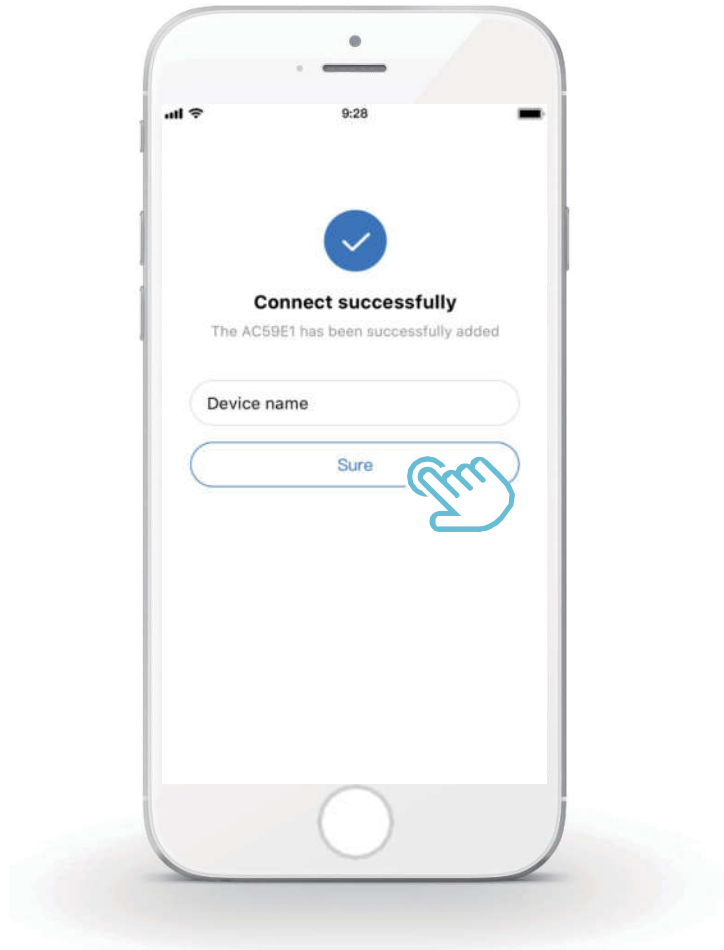 9:28
Connect successfully
The AC59E1 has been successfully added
Device name
Sure